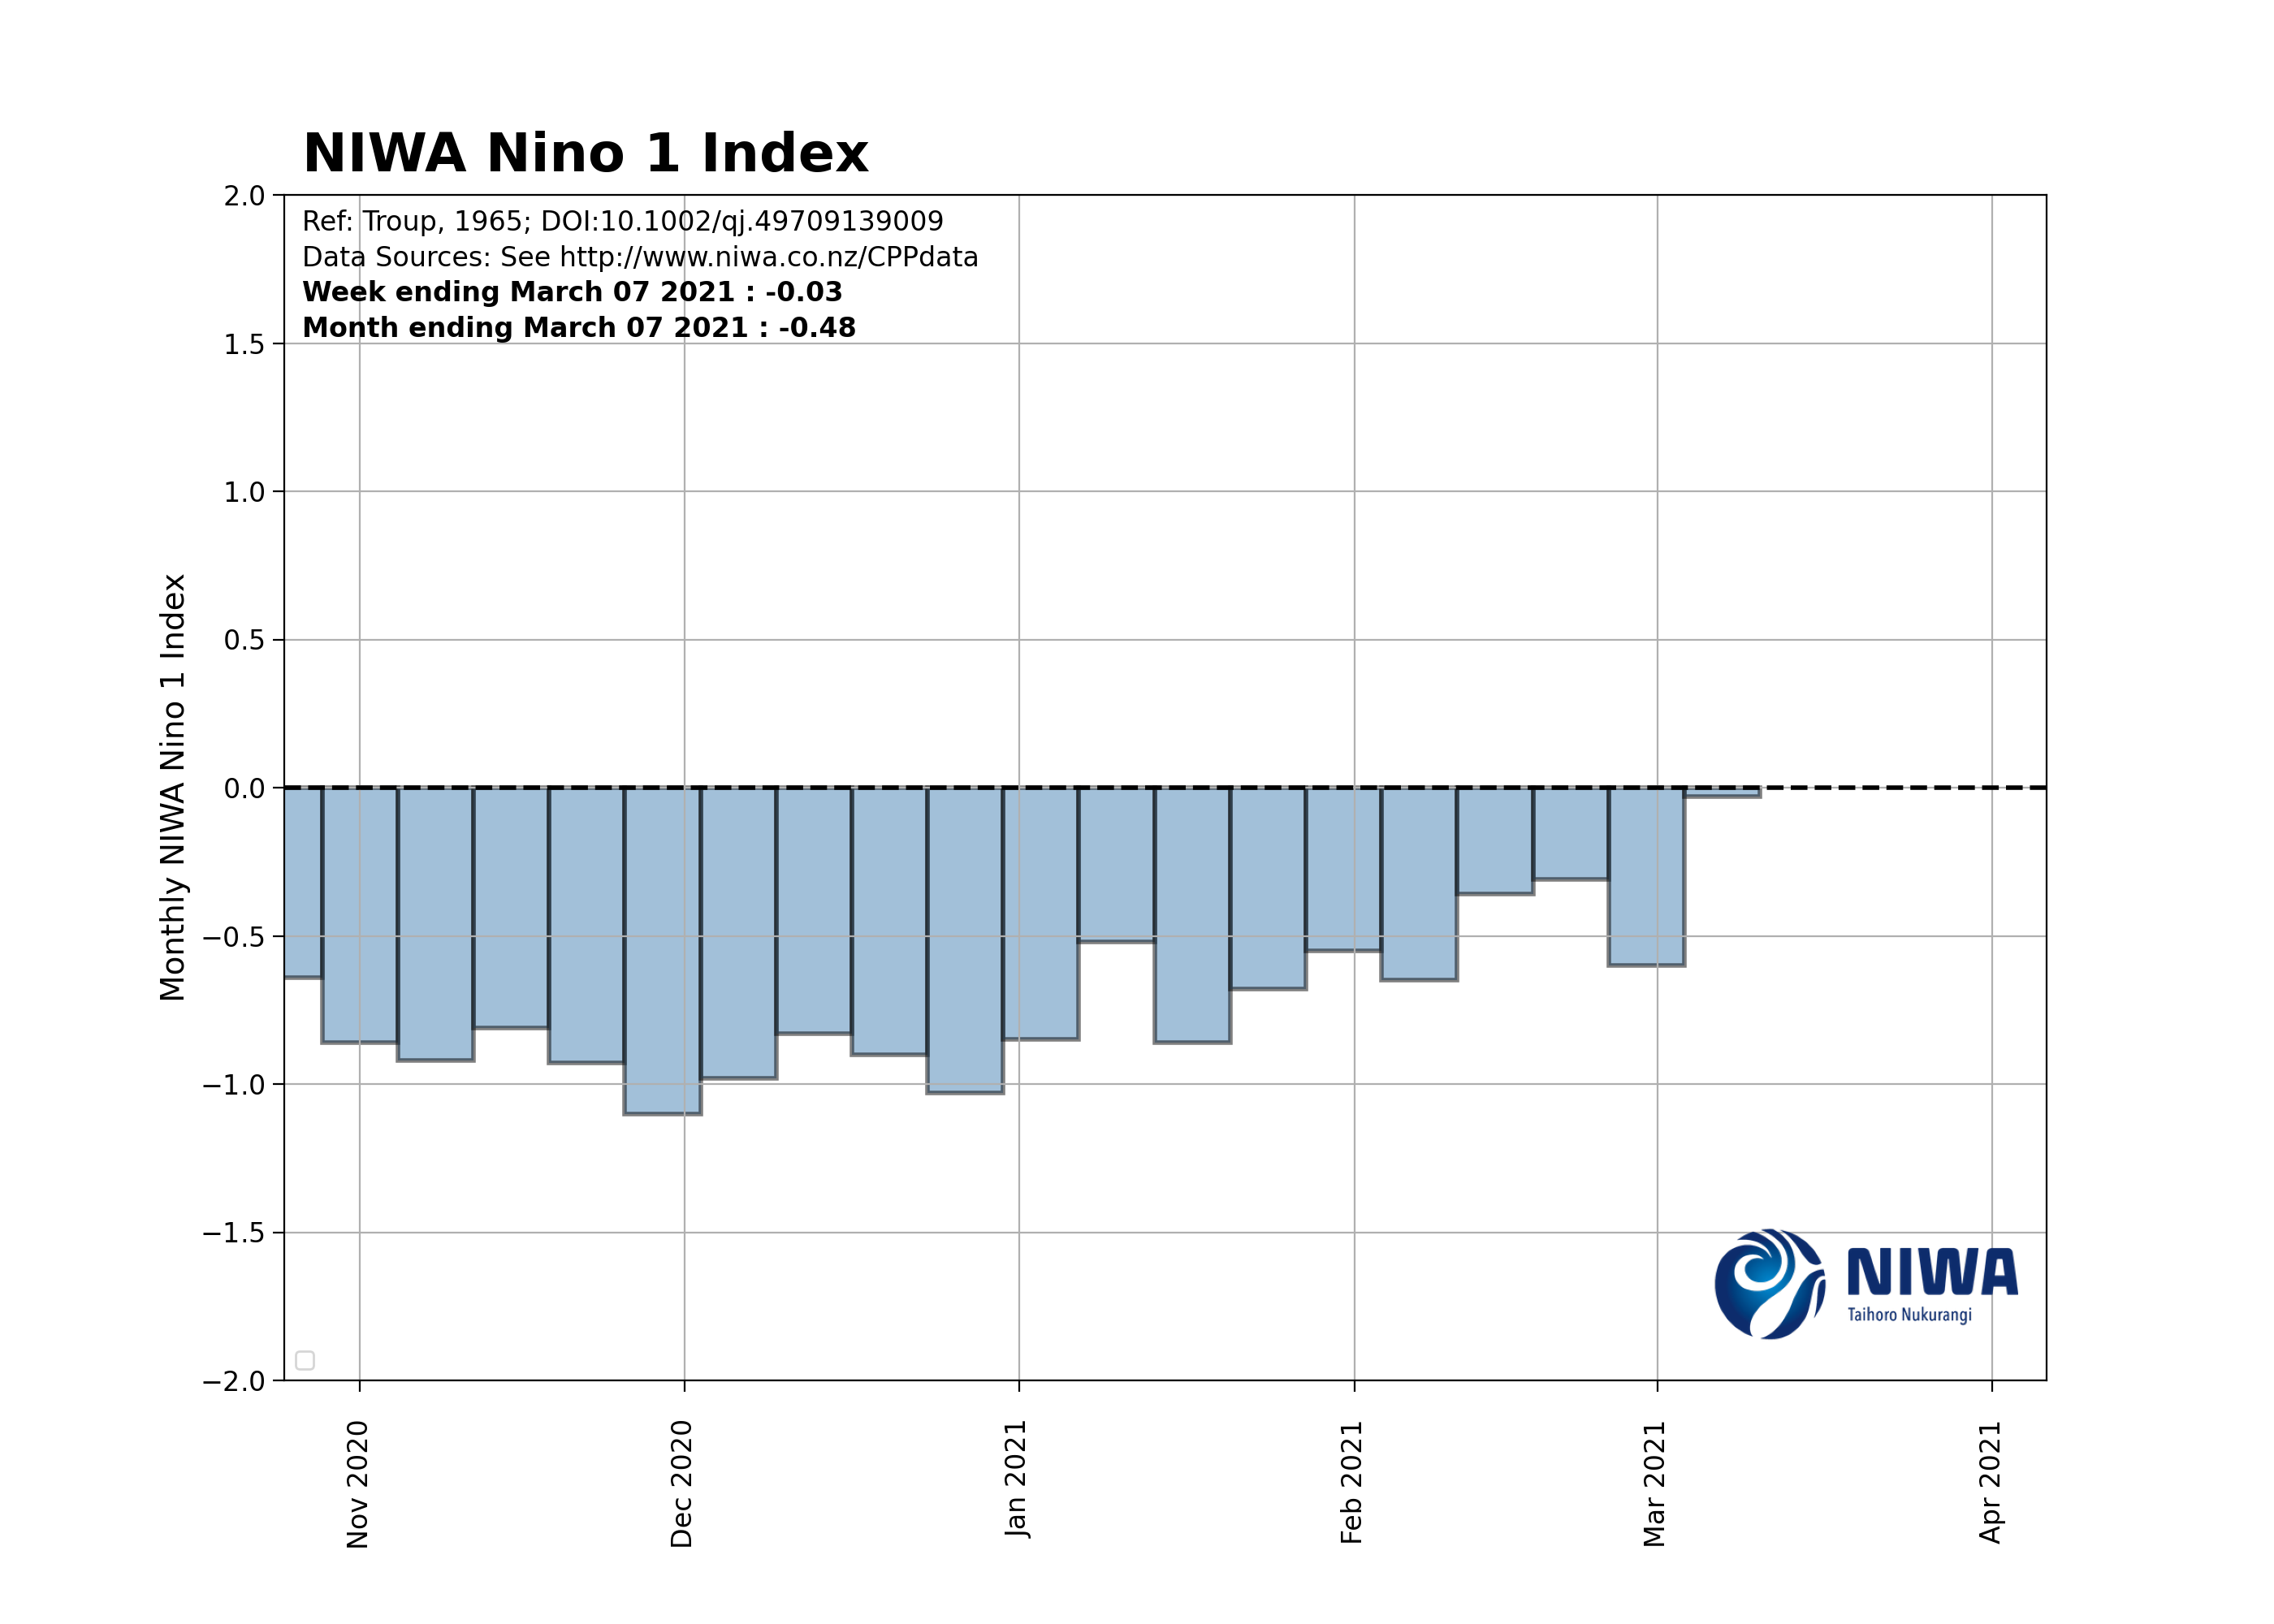 NIWA Nino 1 Index
Ref: Troup, 1965; DOI:10.1002/qj.49709139009
Data Sources: See http://www.niwa.co.nz/CPPdata
Week ending March 07 2021 : -0.03
Month ending March 07 2021 : -0.48
Monthly NIWA Nino 1 Index
2.0
1.5
1.0
0.5
0.0
−0.5
−1.0
−1.5
−2.0
NIWA
Taihoro Nukurangi
Nov 2020
Dec 2020
Jan 2021
Feb 2021
Mar 2021
Apr 2021